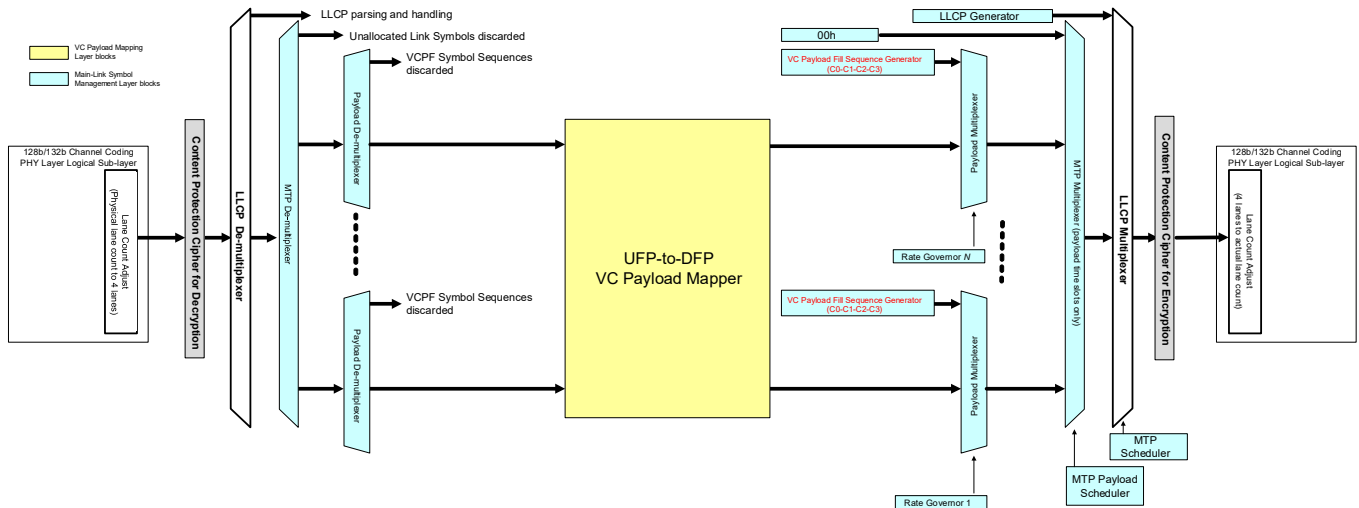 LLCP parsing and handling
Unallocated Link Symbols discarded
VC Payload Mapping
Layer blocks
Main-Link Symbol
Management Layer blocks
VCPF Symbol Sequences
discarded
128b/132b Channel Coding
PHY Layer Logical Sub-layer
Lane Count Adjust
(Physical lane count to 4 lanes)
Content Protection Cipher for Decryption
LLCP De-multiplexer
MTP De-multiplexer
Payload De-multiplexer
VCPF Symbol Sequences
discarded
Payload De-multiplexer
UFP-to-DFP
VC Payload Mapper
LLCP Generator
00h
VC Payload Fill Sequence Generator
(C0-C1-C2-C3)
Payload Multiplexer
Rate Governor N
VC Payload Fill Sequence Generator
(C0-C1-C2-C3)
Payload Multiplexer
Rate Governor 1
MTP Multiplexer (payload time slots only)
LLCP Multiplexer
MTP
Scheduler
MTP Payload
Scheduler
Content Protection Cipher for Encryption
128b/132b Channel Coding
PHY Layer Logical Sub-layer
Lane Count Adjust
(4 lanes to actual lane count)